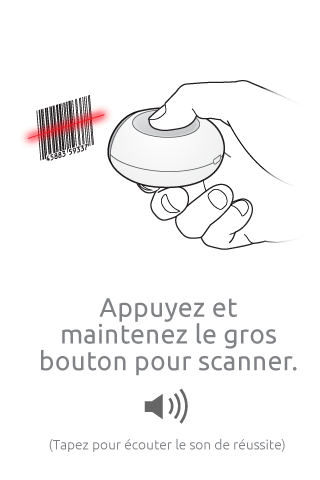 45883 59337
Appuyez et
maintenez le gros
bouton pour scanner.
(Tapez pour écouter le son de réussite)